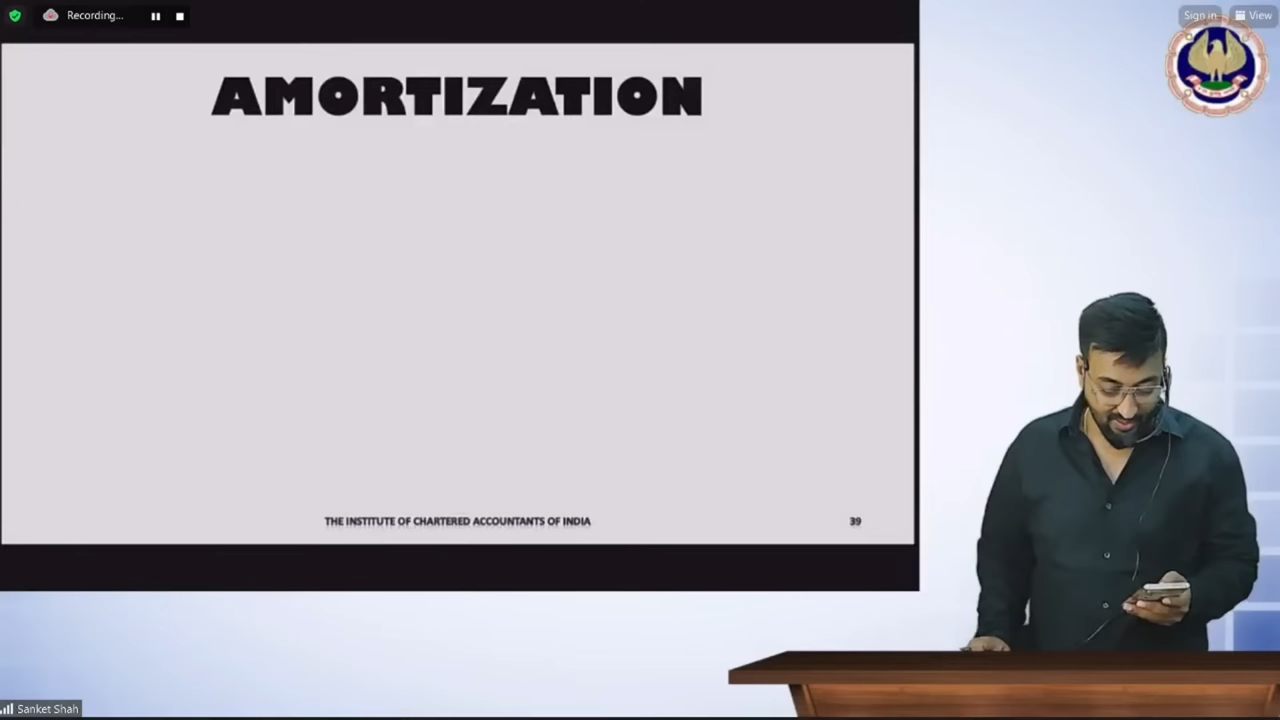 Recording...
Sign in
View
AMORTIZATION
THE INSTITUTE OF CHARTERED ACCOUNTANTS OF INDIA
39
Sanket Shah